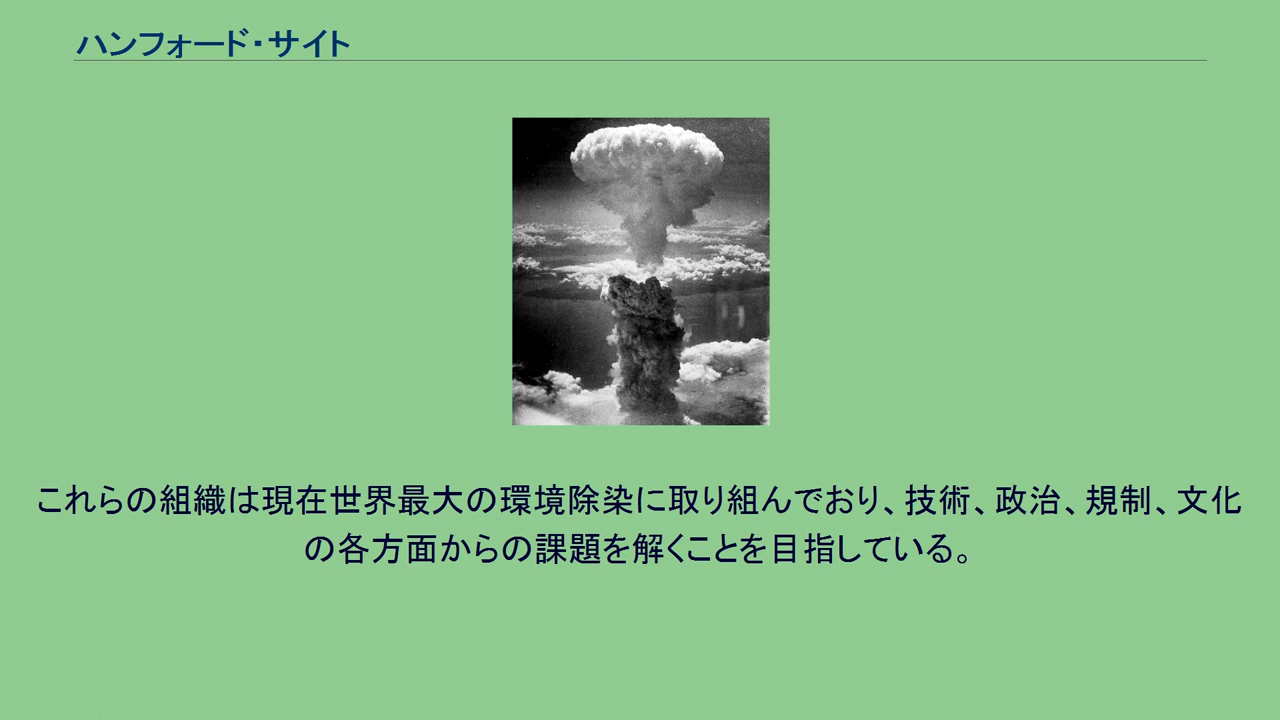 ハンフォード・サイト
これらの組織は現在世界最大の環境除染に取り組んでおり、技術、政治、規制、文化
の各方面からの課題を解くことを目指している。